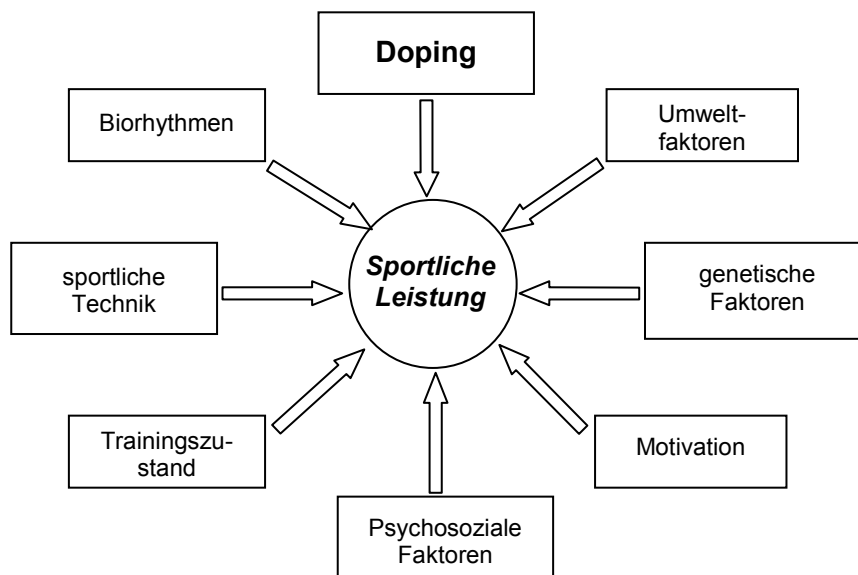 Doping
Biorhythmen
Umwelt-
faktoren
sportliche
Technik
Sportliche
Leistung
genetische
Faktoren
Trainingszu-
stand
Motivation
Psychosoziale
Faktoren